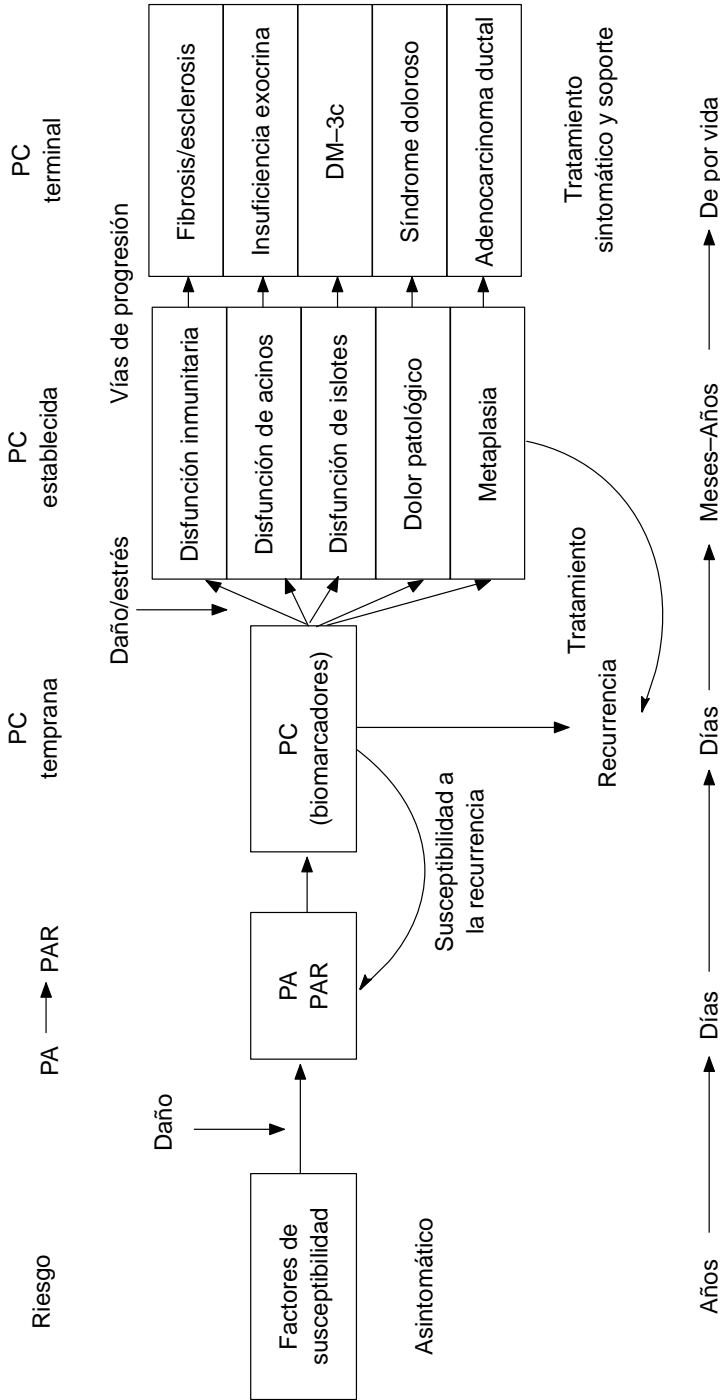 Riesgo
PA
PAR
PC
temprana
PC
establecida
PC
terminal
Vías de progresión
Daño
Daño/estrés
Factores de
susceptibilidad
PA
PAR
PC
(biomarcadores)
Disfunción inmunitaria
Disfunción de acinos
Disfunción de islotes
Dolor patológico
Metaplasia
Fibrosis/esclerosis
Insuficiencia exocrina
DM–3c
Síndrome doloroso
Adenocarcinoma ductal
Asintomático
Susceptibilidad a
la recurrencia
Recurrencia
Tratamiento
Tratamiento
sintomático y soporte
Años
Días
Días
Meses–Años
De por vida